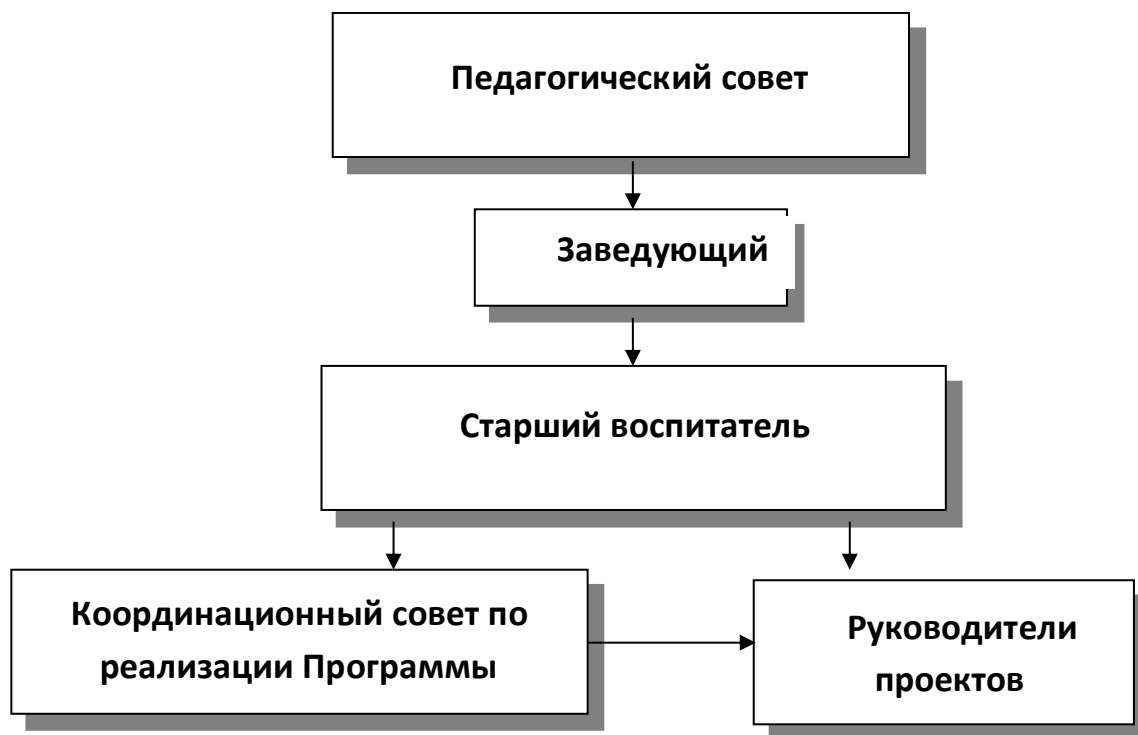 Педагогический совет
Заведующий
Старший воспитатель
Координационный совет по
реализации Программы
Руководители
проектов